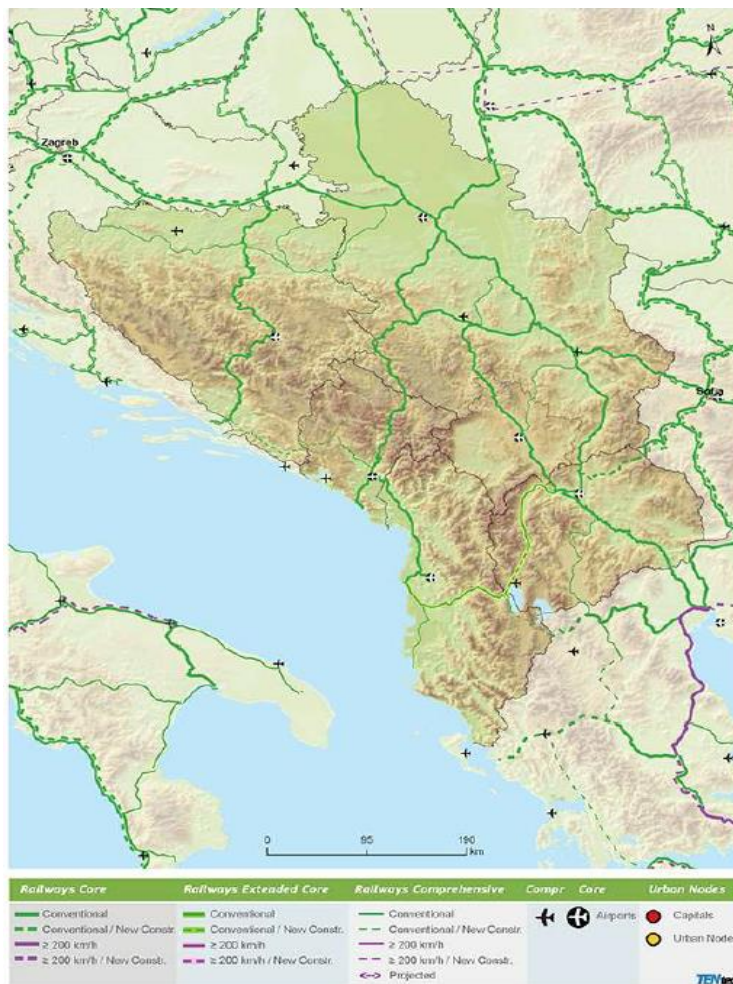 N
Zagreb
Sofia
0 95 190
km
Railways Core
Conventional
Conventional / New Constr.
≥ 200 km/h
≥ 200 km/h / New Constr.
Railways Extended Core
Conventional
Conventional / New Constr.
≥ 200 km/h
≥ 200 km/h / New Constr.
Railways Comprehensive
Conventional
Conventional / New Constr.
≥ 200 km/h
≥ 200 km/h / New Constr.
Projected
Compr Core
Airports
Urban Nodes
Capitals
Urban Node
TENtec